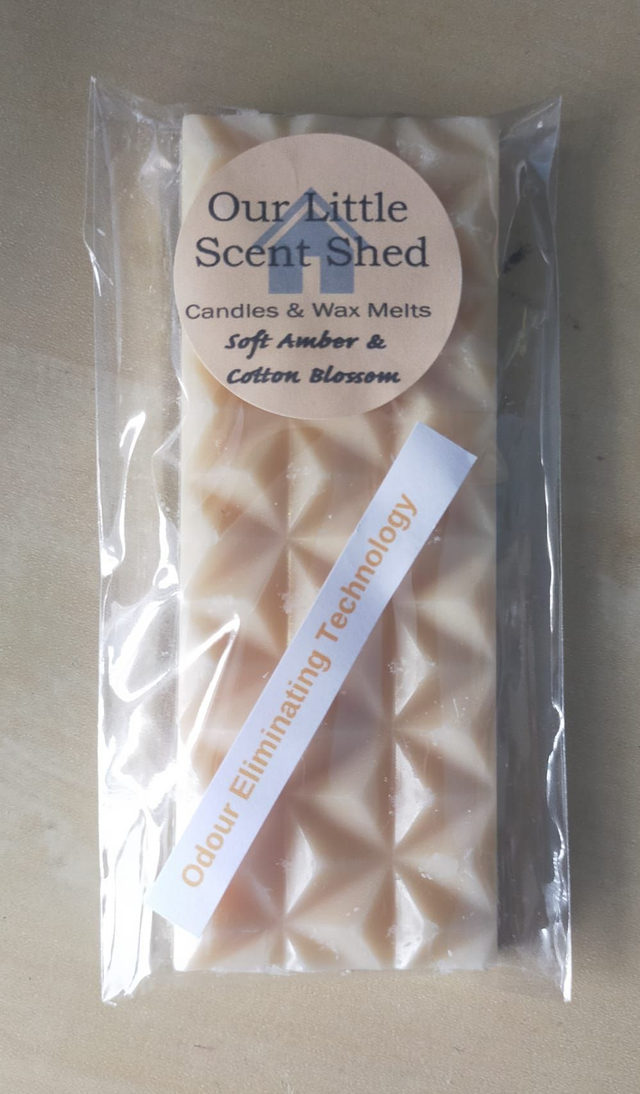 Our Little
Scent Shed
Candles & Wax Melts
Soft Amber &
Cotton Blossom
Odour Eliminating Technology